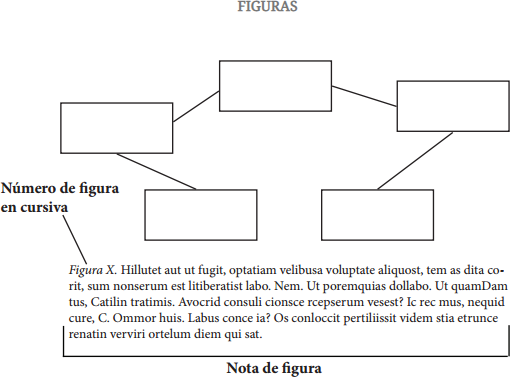 FIGURAS
Número de figura
en cursiva
Figura X. Hillutet aut ut fugit, optatiam velibusa voluptate aliquost, tem as dita co-
rit, sum nonserum est litiberatist labo. Nem. Ut poremquias dollabo. Ut quamDam
tus, Catilin tratimis. Avocrid consuli cionsce rcepserum vesest? Ic rec mus, nequid
cure, C. Ommor huis. Labus conce ia? Os conloccit pertiliissit videm stia etrunce
renatin verviri ortelum diem qui sat.
Nota de figura